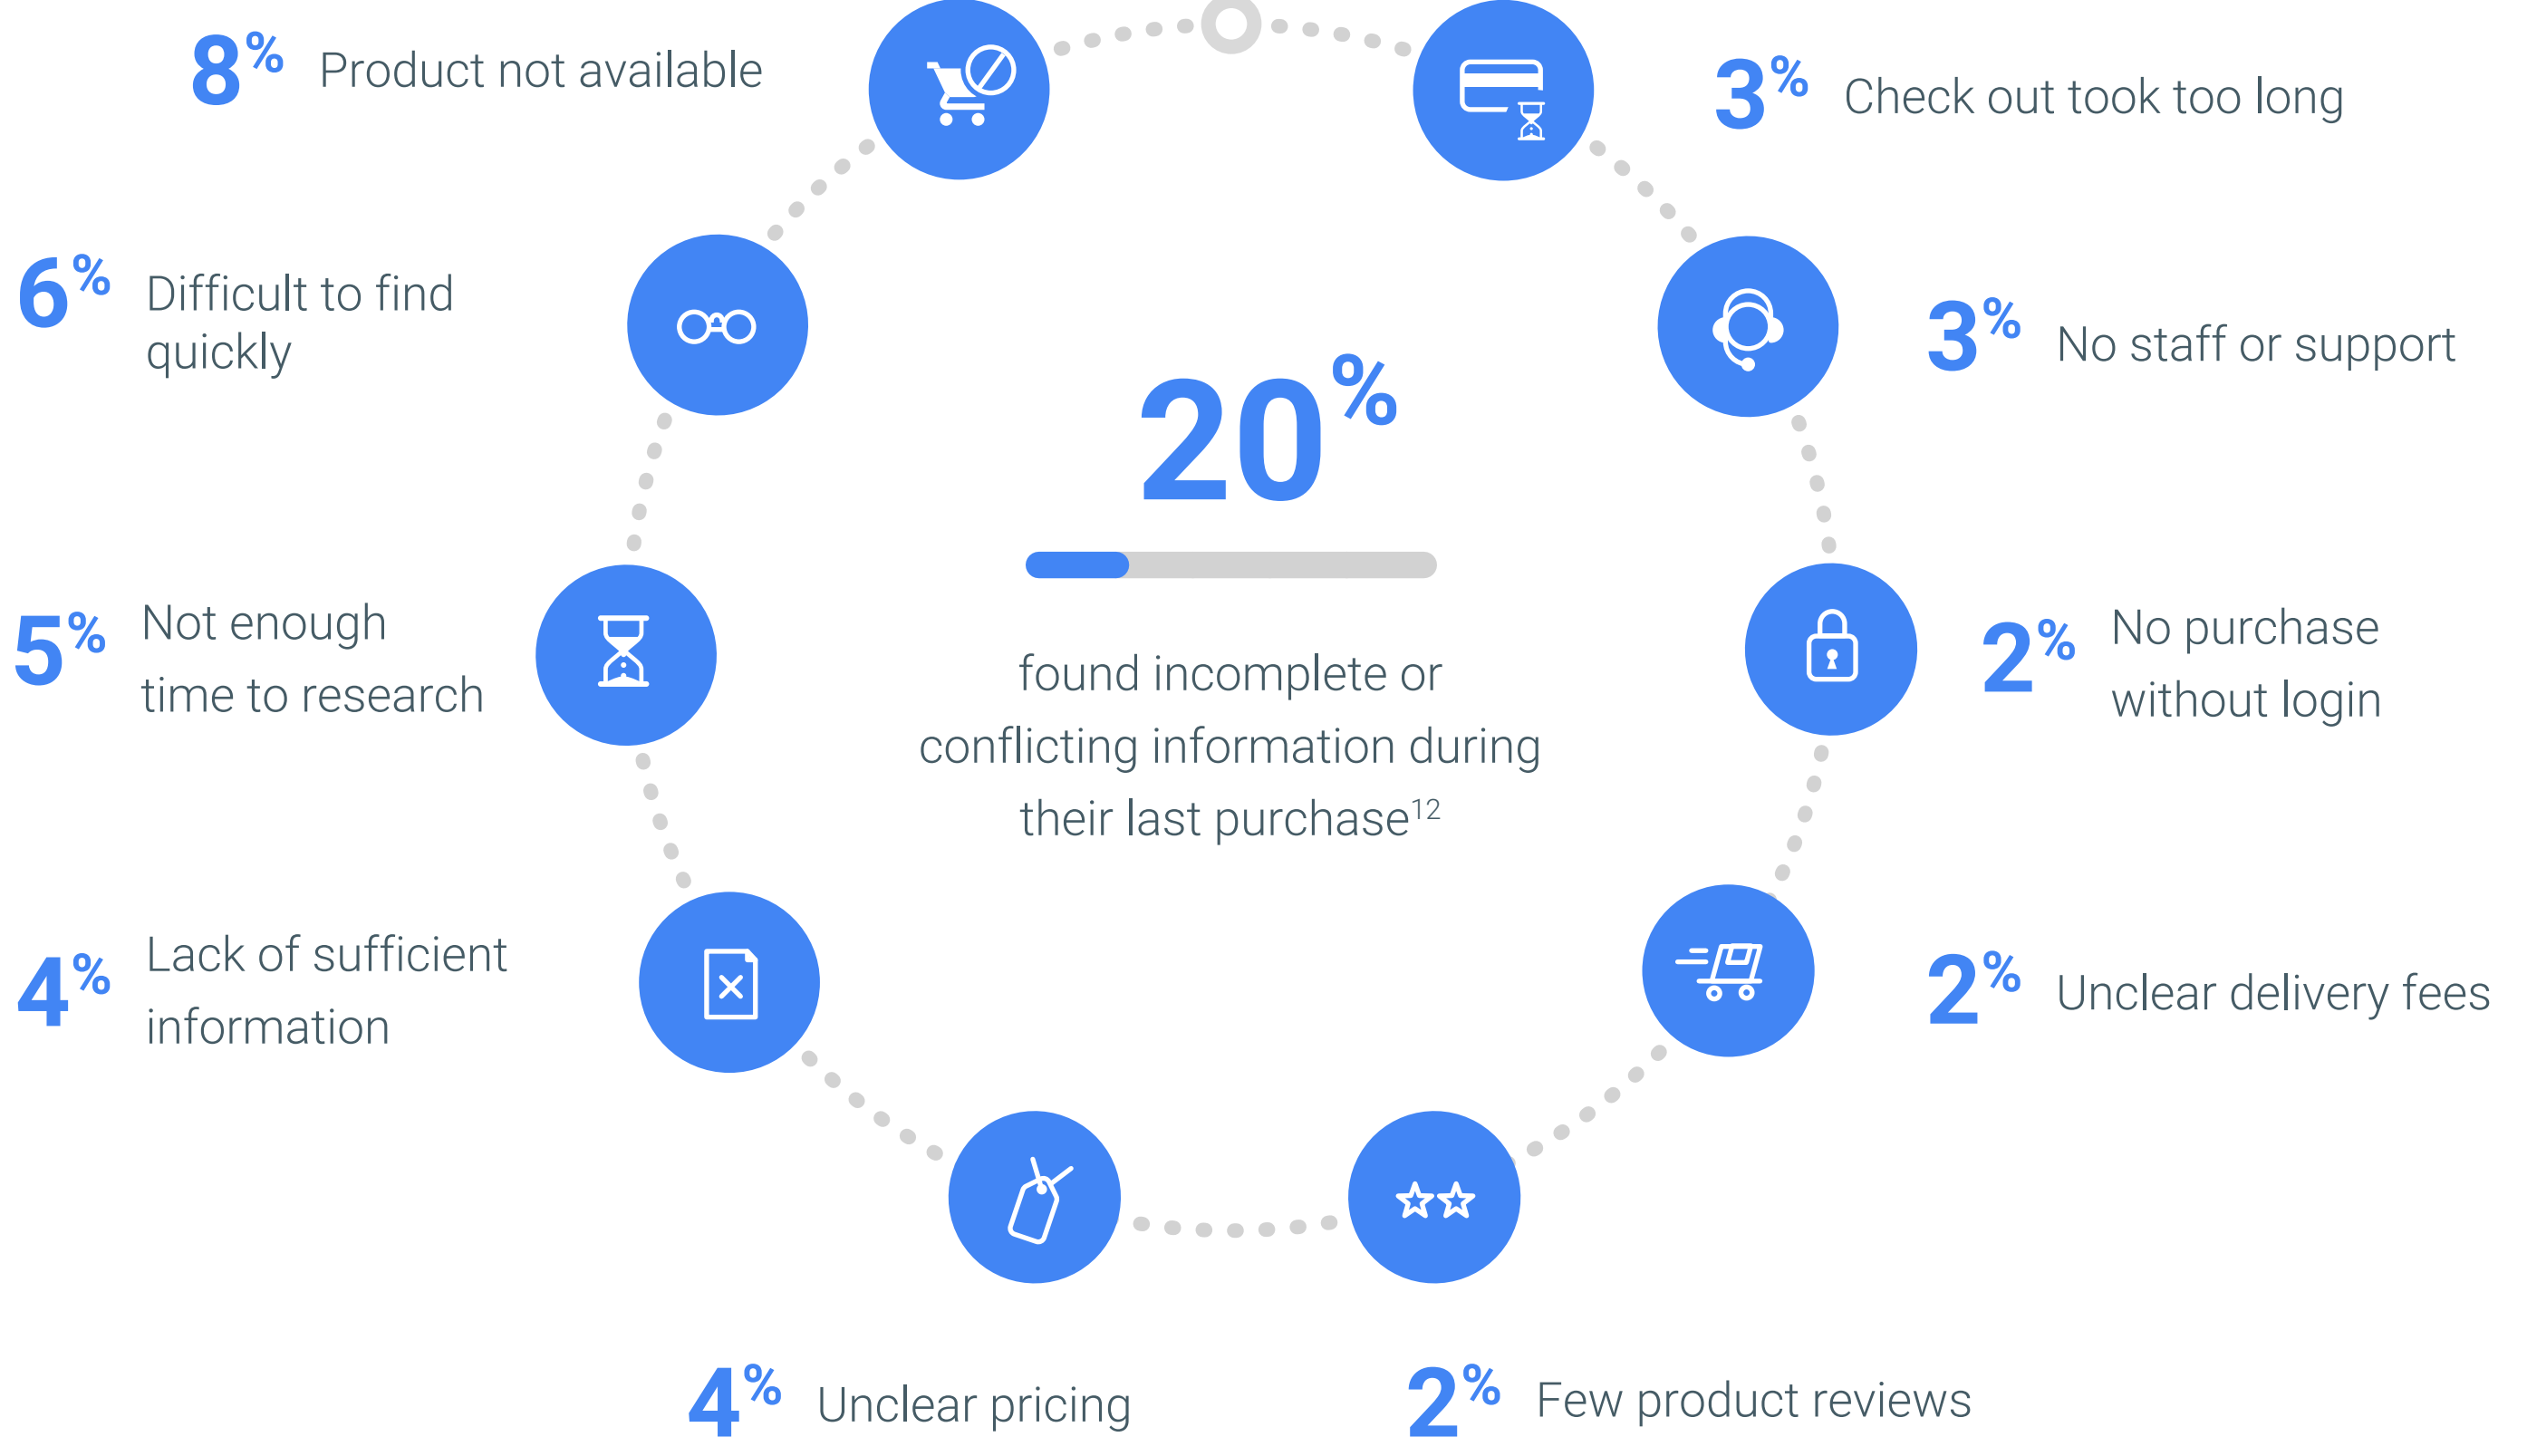 8% Product not available
3% Check out took too long
6% Difficult to find
quickly
3% No staff or support
20%
5% Not enough
time to research
found incomplete or
conflicting information during
their last purchase12
2% No purchase
without login
4% Lack of sufficient
information
2% Unclear delivery fees
4% Unclear pricing
2% Few product reviews